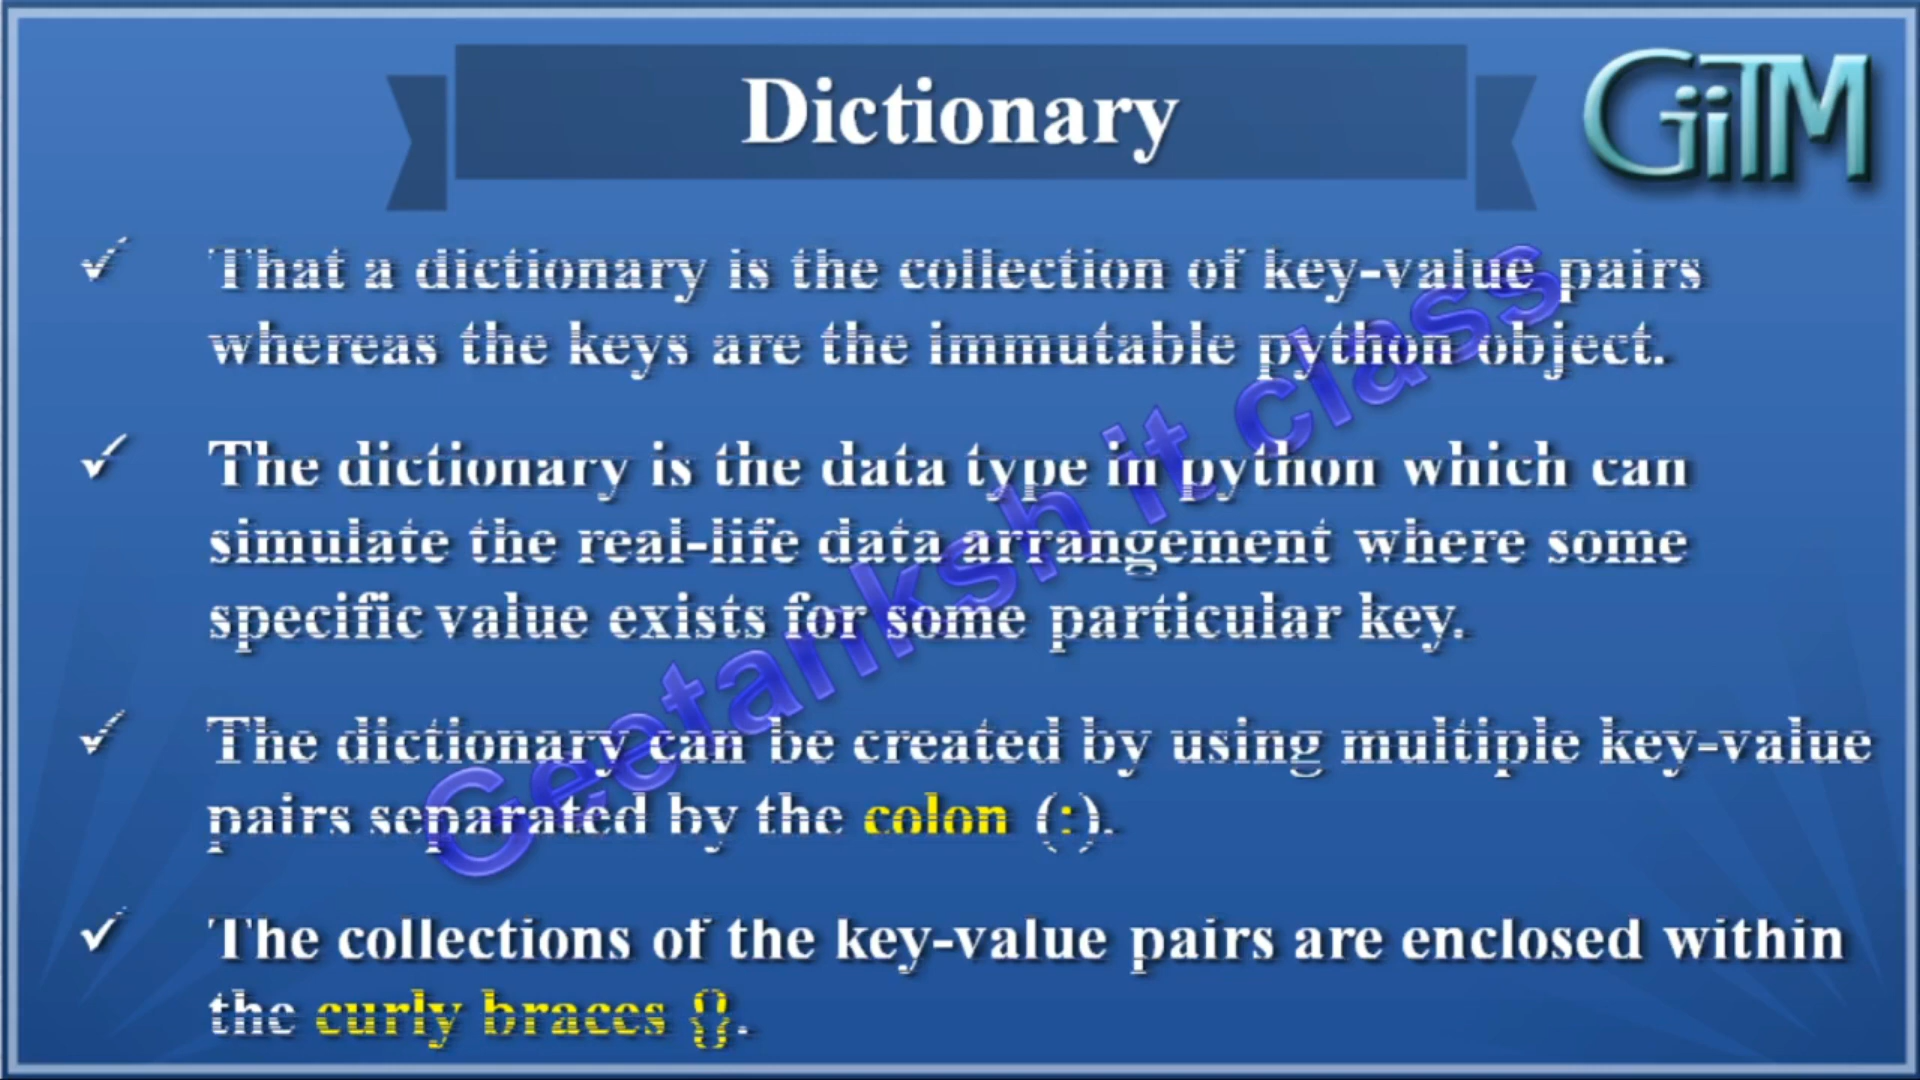 Dictionary
GiTM
✓ That a dictionary is the collection of key-value pairs
whereas the keys are the immutable python object.
✓ The dictionary is the data type in python which can
simulate the real-life data arrangement where some
specific value exists for some particular key.
✓ The dictionary can be created by using multiple key-value
pairs separated by the colon (:).
✓ The collections of the key-value pairs are enclosed within
the curly braces {}.
Geetanksh it class